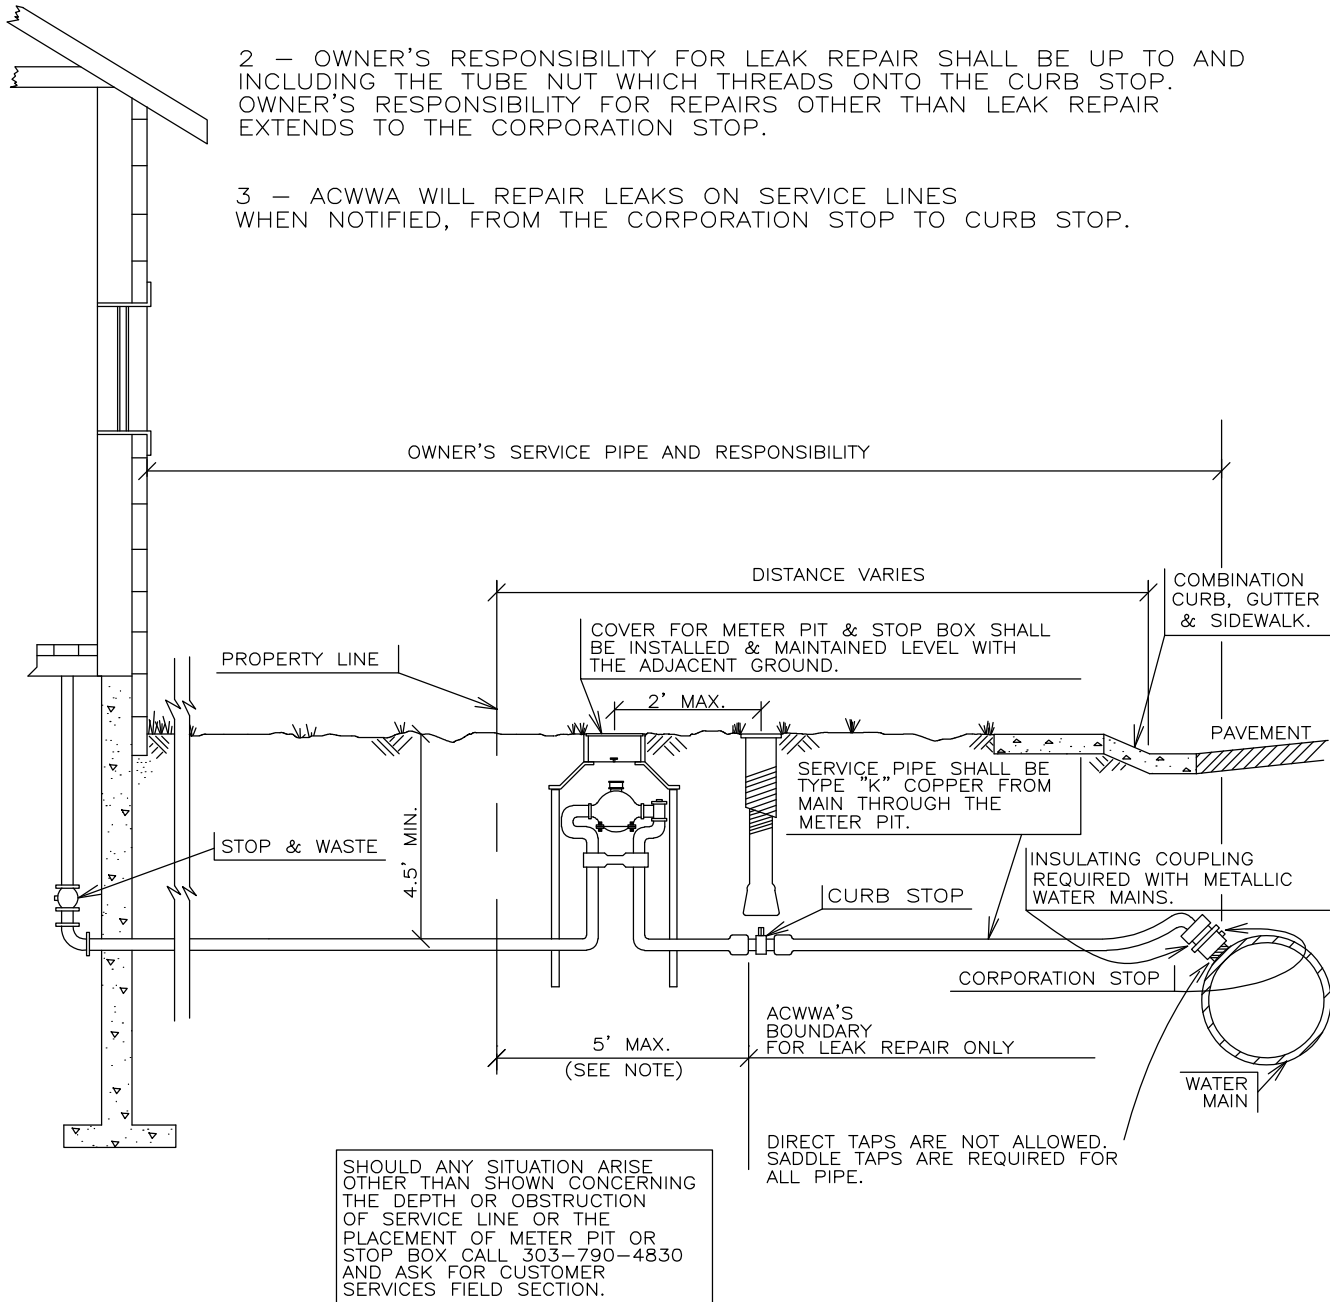 2 – OWNER'S RESPONSIBILITY FOR LEAK REPAIR SHALL BE UP TO AND
INCLUDING THE TUBE NUT WHICH THREADS ONTO THE CURB STOP.
OWNER'S RESPONSIBILITY FOR REPAIRS OTHER THAN LEAK REPAIR
EXTENDS TO THE CORPORATION STOP.
3 – ACWWA WILL REPAIR LEAKS ON SERVICE LINES
WHEN NOTIFIED, FROM THE CORPORATION STOP TO CURB STOP.
OWNER'S SERVICE PIPE AND RESPONSIBILITY
DISTANCE VARIES
COMBINATION
CURB, GUTTER
& SIDEWALK.
COVER FOR METER PIT & STOP BOX SHALL
BE INSTALLED & MAINTAINED LEVEL WITH
THE ADJACENT GROUND.
PROPERTY LINE
2' MAX.
PAVEMENT
SERVICE PIPE SHALL BE
TYPE "K" COPPER FROM
MAIN THROUGH THE
METER PIT.
4.5' MIN.
STOP & WASTE
INSULATING COUPLING
REQUIRED WITH METALLIC
WATER MAINS.
CURB STOP
CORPORATION STOP
ACWWA'S
BOUNDARY
FOR LEAK REPAIR ONLY
5' MAX.
(SEE NOTE)
WATER
MAIN
DIRECT TAPS ARE NOT ALLOWED.
SADDLE TAPS ARE REQUIRED FOR
ALL PIPE.
SHOULD ANY SITUATION ARISE
OTHER THAN SHOWN CONCERNING
THE DEPTH OR OBSTRUCTION
OF SERVICE LINE OR THE
PLACEMENT OF METER PIT OR
STOP BOX CALL 303–790–4830
AND ASK FOR CUSTOMER
SERVICES FIELD SECTION.